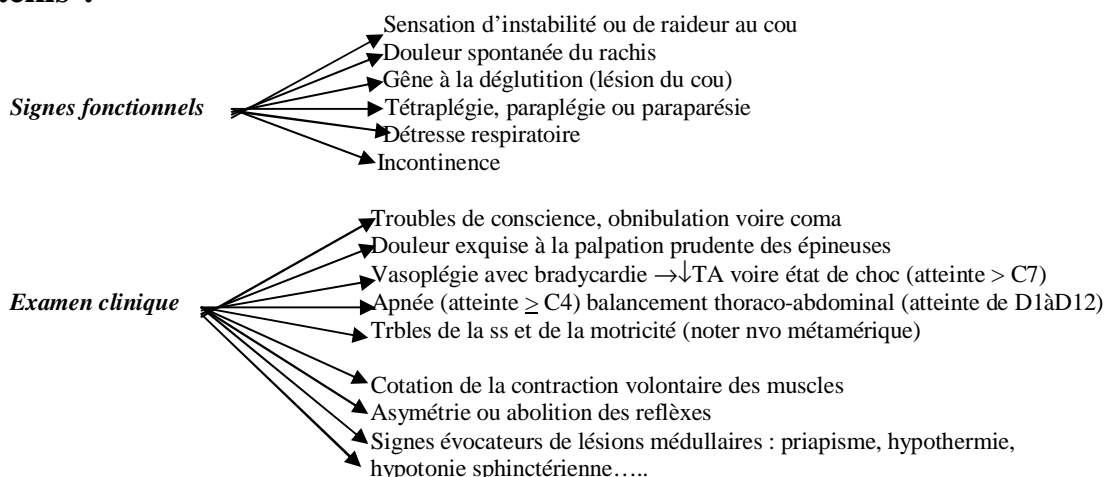 Sensation d'instabilité ou de raideur au cou
Douleur spontanée du rachis
Gêne à la déglutition (lésion du cou)
Signes fonctionnels
Tétraplégie, paraplégie ou paraparésie
Détresse respiratoire
Incontinence
Troubles de conscience, obnibulation voire coma
Douleur exquise à la palpation prudente des épineuses
Vasoplégie avec bradycardie →↓TA voire état de choc (atteinte > C7)
Examen clinique
Apnée (atteinte ≥ C4) balancement thoraco-abdominal (atteinte de D1àD12)
Trbles de la ss et de la motricité (noter nvo métamérique)
Cotation de la contraction volontaire des muscles
Asymétrie ou abolition des reflèxes
Signes évocateurs de lésions médullaires : priapisme, hypothermie,
hypotonie sphinctérienne…..